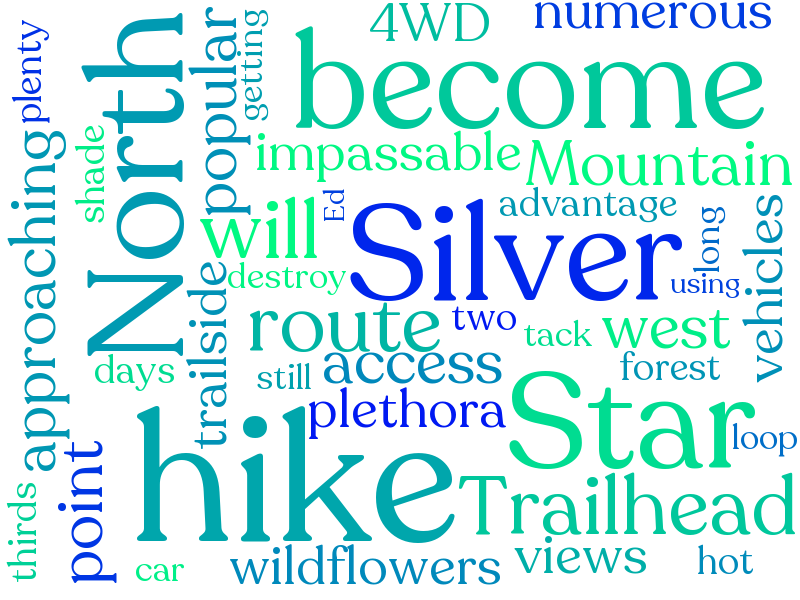 numerous
4WD
become
plenty
North
popular
getting
shade
approaching
impassable
Mountain
will
Ed
advantage
Silver
long
vehicles
destroy
using
trailside
route
two
tack
west
days
still
access
forest
plethora
Star
loop
hike
point
Trailhead
thirds
car
wildflowers
views
hot